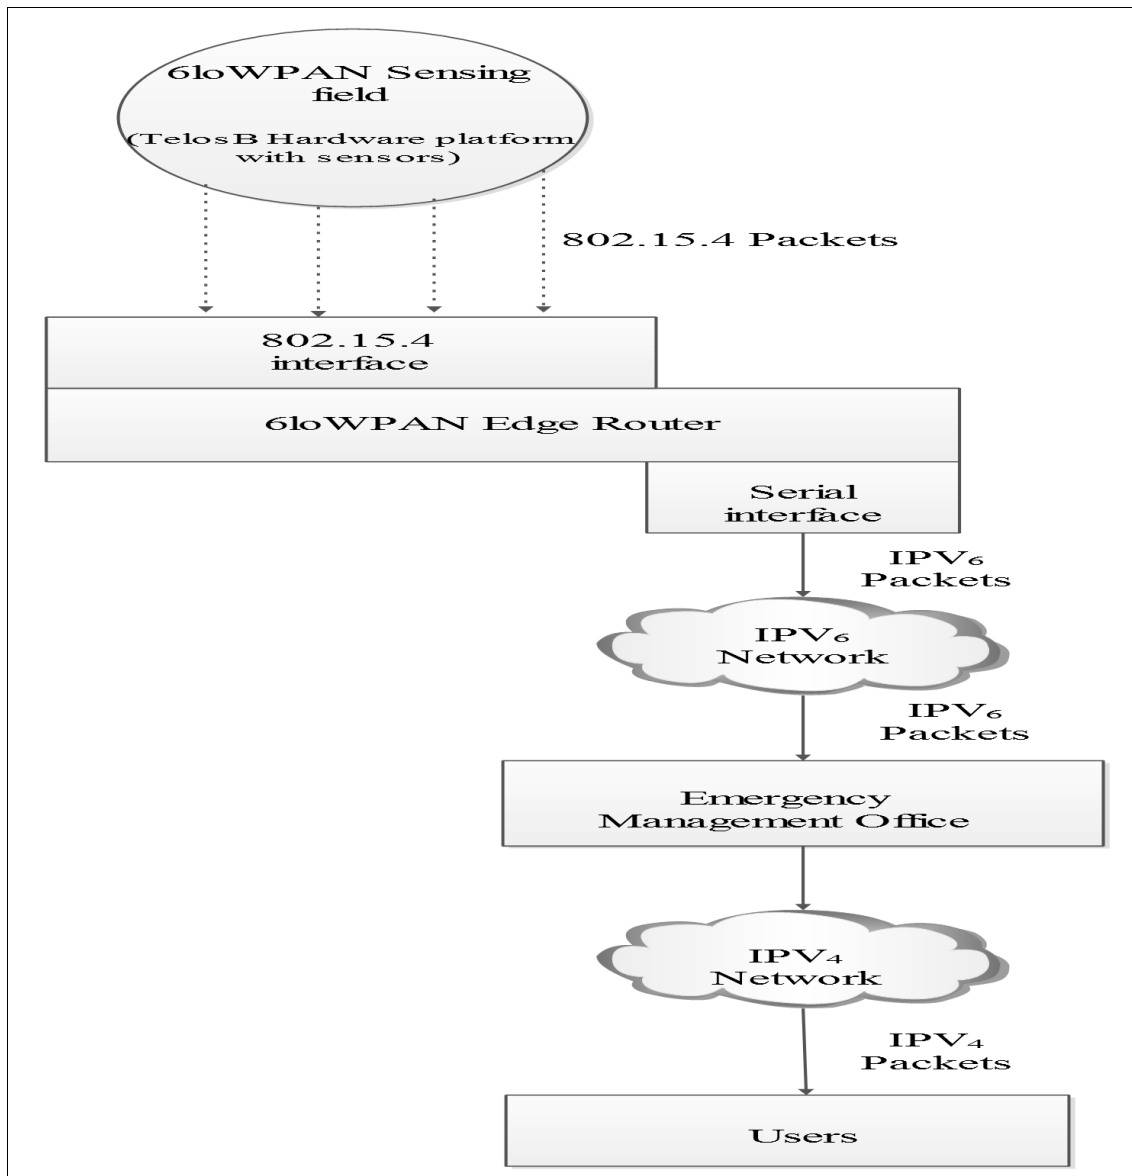 6loWPAN Sensing
field
(TelosB Hardware platform
with sensors)
802.15.4 Packets
802.15.4
interface
6loWPAN Edge Router
Serial
interface
IPV₆
Packets
IPV₆
Network
IPV₆
Packets
Emergency
Management Office
IPV₄
Network
IPV₄
Packets
Users